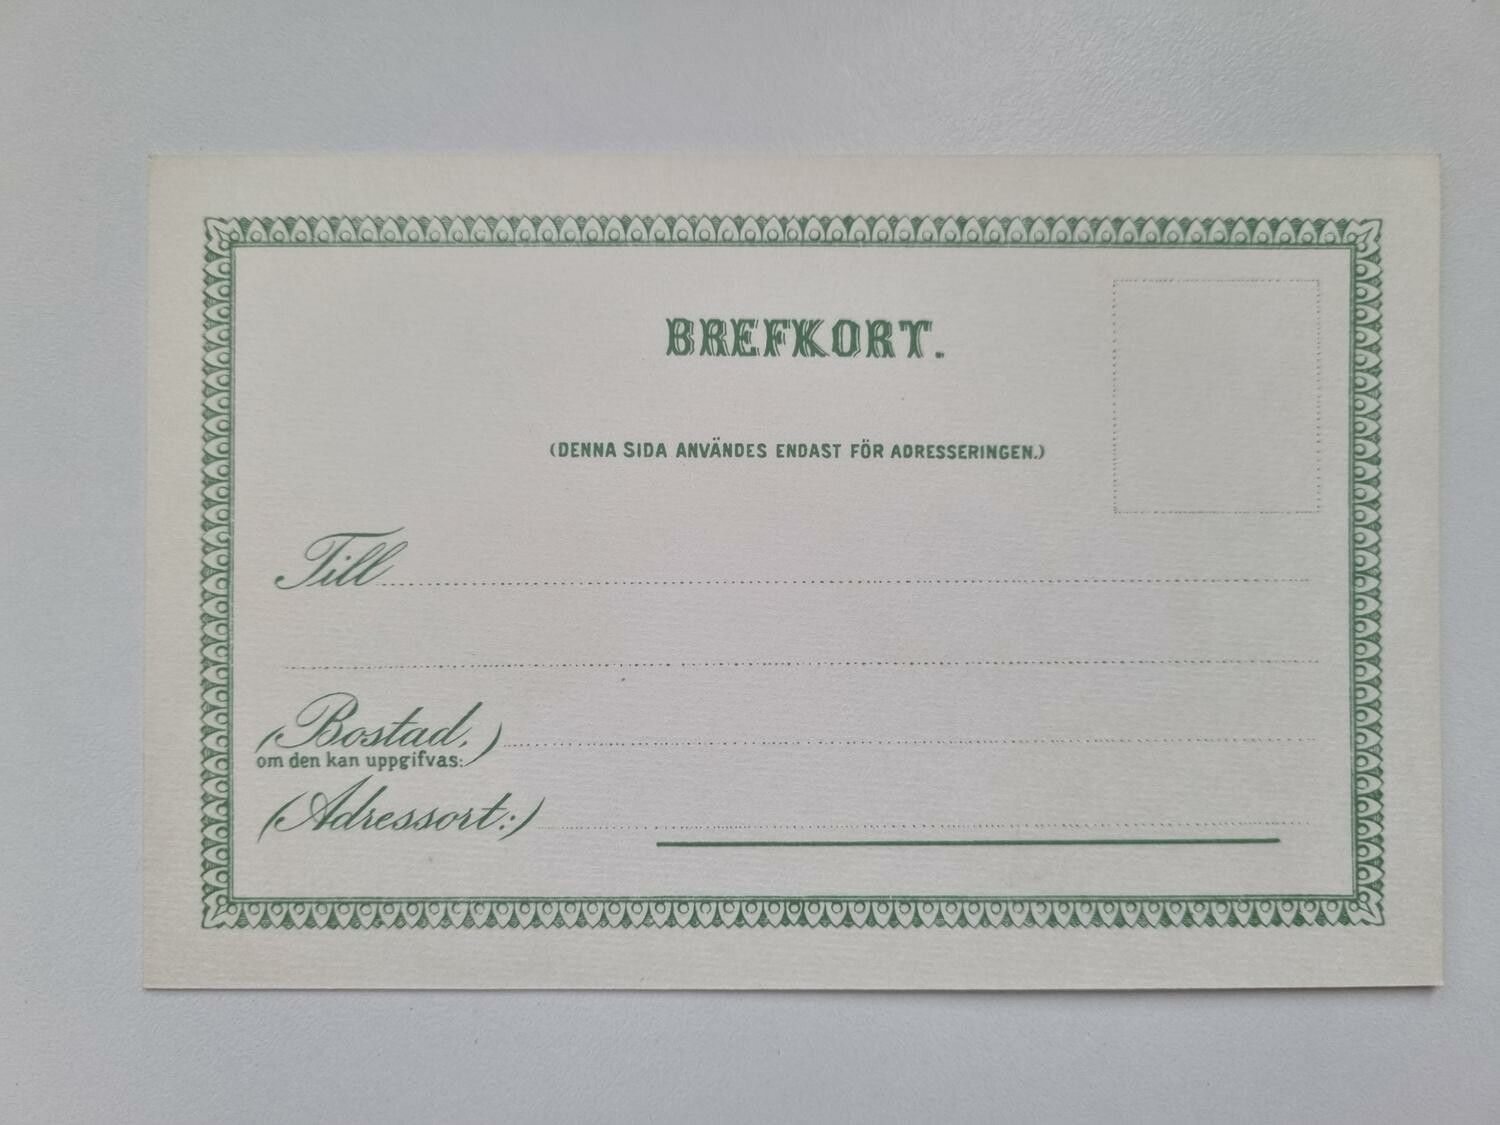 BREFKORT.
(DENNA SIDA ANVÄNDES ENDAST FÖR ADRESSERINGEN.)
Till
(Bostad,)
om den kan uppgifvas:
(Adressort:)